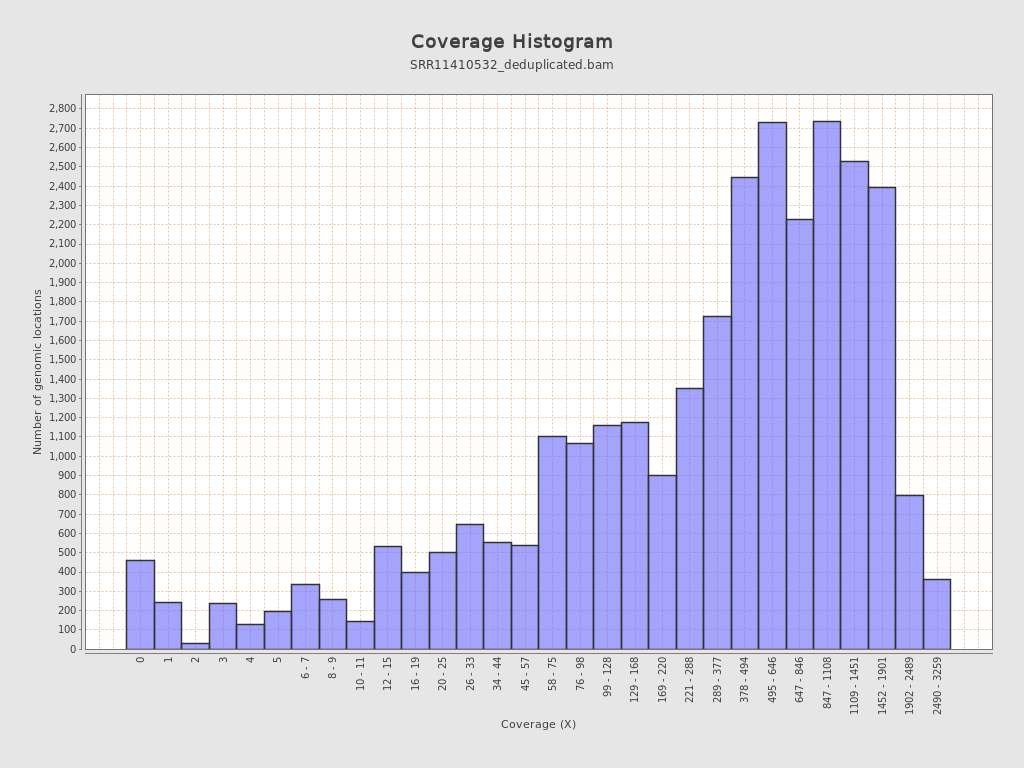 Coverage Histogram
SRR11410532_deduplicated.bam
Number of genomic locations
2,800
2,700
2,600
2,500
2,400
2,300
2,200
2,100
2,000
1,900
1,800
1,700
1,600
1,500
1,400
1,300
1,200
1,100
1,000
900
800
700
600
500
400
300
200
100
0
0
1
2
3
4
5
6 - 7
8 - 9
10 - 11
12 - 15
16 - 19
20 - 25
26 - 33
34 - 44
45 - 57
58 - 75
76 - 98
99 - 128
129 - 168
169 - 220
221 - 288
289 - 377
378 - 494
495 - 646
647 - 846
847 - 1108
1109 - 1451
1452 - 1901
1902 - 2489
2490 - 3259
Coverage (X)